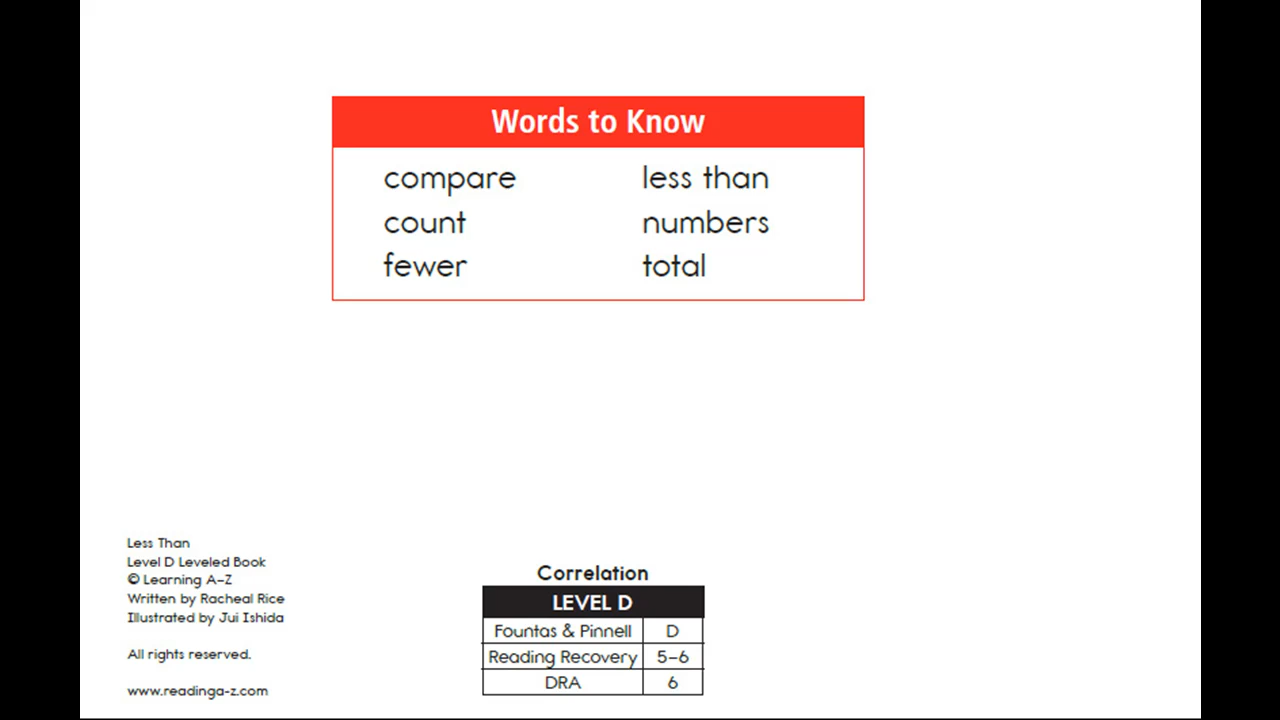 Words to Know
compare less than
count numbers
fewer total
Less Than
Level D Leveled Book
© Learning A–Z
Written by Racheal Rice
Illustrated by Jui Ishida
All rights reserved.
www.readinga-z.com
Correlation
LEVEL D
Fountas & Pinnell D
Reading Recovery 5–6
DRA 6